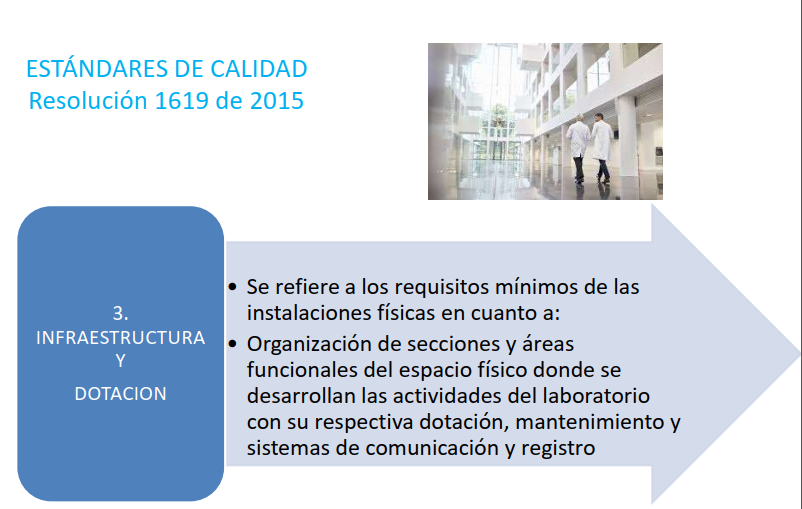 ESTÁNDARES DE CALIDAD
Resolución 1619 de 2015
3.
INFRAESTRUCTURA
Y
DOTACION
• Se refiere a los requisitos mínimos de las
instalaciones físicas en cuanto a:
• Organización de secciones y áreas
funcionales del espacio físico donde se
desarrollan las actividades del laboratorio
con su respectiva dotación, mantenimiento y
sistemas de comunicación y registro